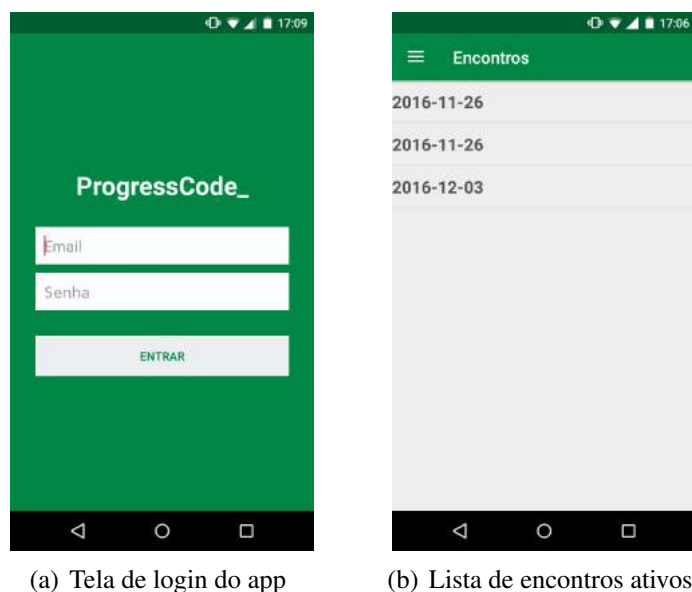 17:09
ProgressCode_
Email
Senha
ENTRAR
(a) Tela de login do app
17:06
Encontros
2016-11-26
2016-11-26
2016-12-03
(b) Lista de encontros ativos